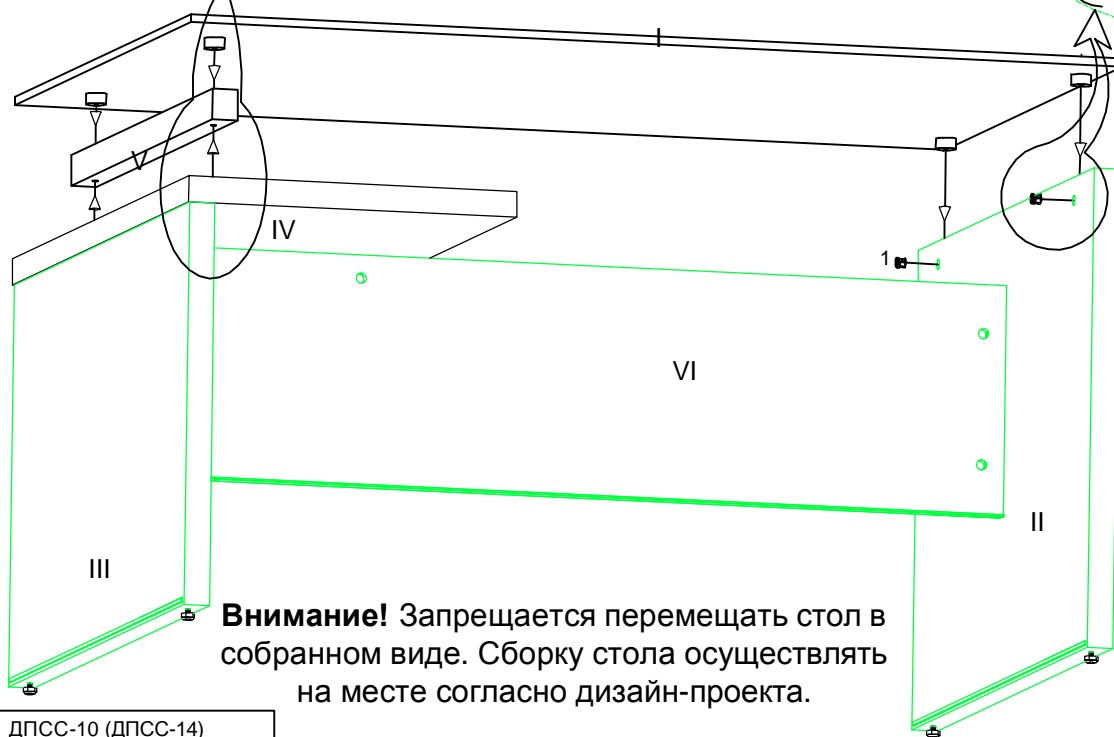 I
V
IV
1
VI
II
III
Внимание! Запрещается перемещать стол в
собранном виде. Сборку стола осуществлять
на месте согласно дизайн-проекта.
ДПСС-10 (ДПСС-14)